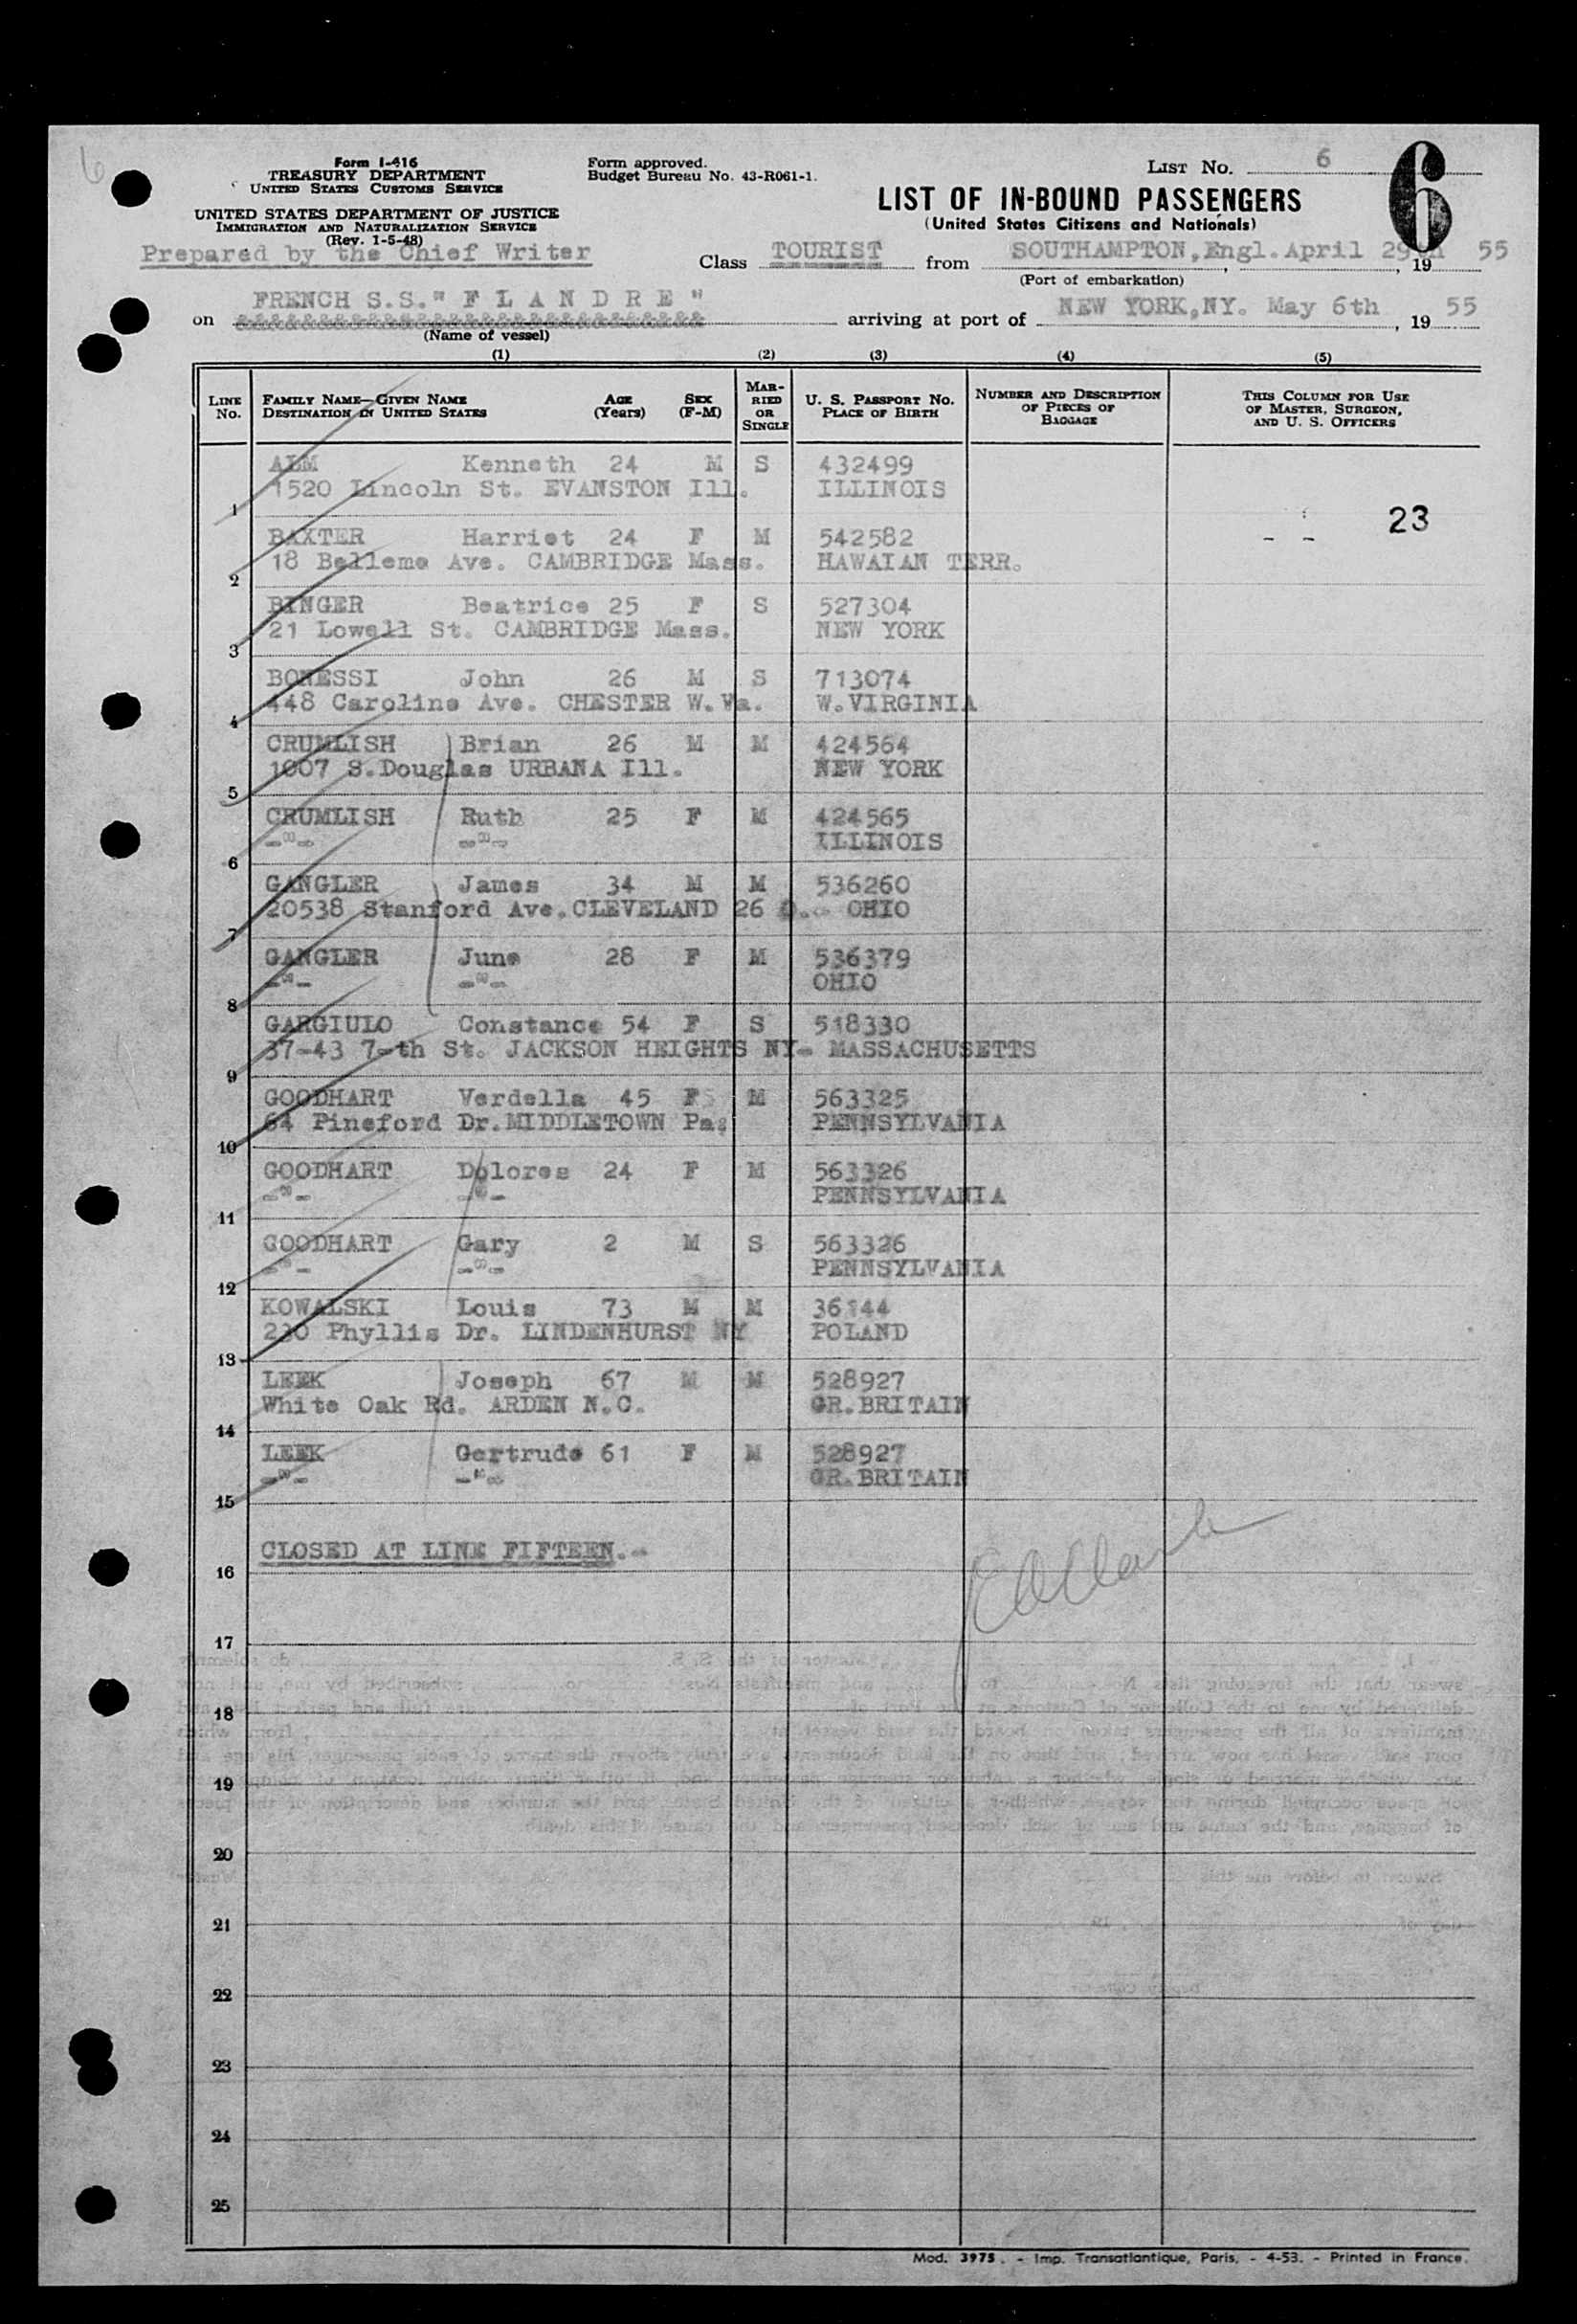 6
Form I-416
TREASURY DEPARTMENT
UNITED STATES CUSTOMS SERVICE
UNITED STATES DEPARTMENT OF JUSTICE
IMMIGRATION AND NATURALIZATION SERVICE
(Rev. 1-5-48)
Prepared by the Chief Writer
Form approved.
Budget Bureau No. 43-R061-1.
LIST No. 6
6
LIST OF IN-BOUND PASSENGERS
(United States Citizens and Nationals)
Class TOURIST from SOUTHAMPTON,Engl. April 29th, 19 55
(Port of embarkation)
on FRENCH S.S." F L A N D R E " arriving at port of NEW YORK,NY. May 6th, 19 55
(Name of vessel)
(1) (2) (3) (4) (5)
LINE No. FAMILY NAME—GIVEN NAME DESTINATION IN UNITED STATES AGE (Years) SEX (F-M) MARRIED OR SINGLE U. S. PASSPORT No. PLACE OF BIRTH NUMBER AND DESCRIPTION OF PIECES OF BAGGAGE THIS COLUMN FOR USE OF MASTER, SURGEON, AND U. S. OFFICERS
ALM Kenneth 24 M S 432499
1520 Lincoln St. EVANSTON Ill. ILLINOIS
1
23
BAXTER Harriet 24 F M 542582
18 Bellema Ave. CAMBRIDGE Mass. HAWAIAN TERR.
2
BINGER Beatrice 25 F S 527304
21 Lowell St. CAMBRIDGE Mass. NEW YORK
3
BONESSI John 26 M S 713074
448 Caroline Ave. CHESTER W.Va. W.VIRGINIA
4
CRUMLISH Brian 26 M M 424564
1007 S.Douglas URBANA Ill. NEW YORK
5
CRUMLISH Ruth 25 F M 424565
-"- -"- ILLINOIS
6
GANGLER James 34 M M 536260
20538 Stanford Ave.CLEVELAND 26 O.- OHIO
7
GANGLER June 28 F M 536379
-"- -"- OHIO
8
GARGIULO Constance 54 F S 518330
37-43 7-th St. JACKSON HEIGHTS NY- MASSACHUSETTS
9
GOODHART Verdella 45 F M 563325
64 Pineford Dr.MIDDLETOWN Pa. PENNSYLVANIA
10
GOODHART Dolores 24 F M 563326
-"- -"- PENNSYLVANIA
11
GOODHART Gary 2 M S 563326
-"- -"- PENNSYLVANIA
12
KOWALSKI Louis 73 M M 36144
230 Phyllis Dr. LINDENHURST NY POLAND
13
LEEK Joseph 67 M M 528927
White Oak Rd. ARDEN N.C. GR.BRITAIN
14
LEEK Gertrude 61 F M 528927
-"- -"- GR.BRITAIN
15
CLOSED AT LINE FIFTEEN.-
16
17
18
19
20
21
22
23
24
25
Mod. 3975. - Imp. Transatlantique, Paris. - 4-53. - Printed in France.